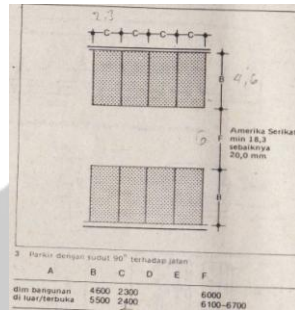 2.3
C C C C
B
4,6
F
Amerika Serikat
min 18,3
sebaiknya
20,0 mm
3 Parkir dengan sudut 90° terhadap jalan
A B C D E F
dlm bangunan 4600 2300 6000
di luar/terbuka 5500 2400 6100-6700